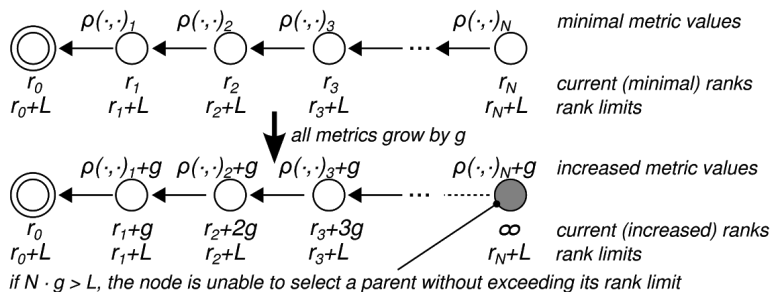 ρ(·,·)₁ ρ(·,·)₂ ρ(·,·)₃ ρ(·,·)N minimal metric values
...
r₀ r₁ r₂ r₃ rN current (minimal) ranks
r₀+L r₁+L r₂+L r₃+L rN+L rank limits
all metrics grow by g
ρ(·,·)₁+g ρ(·,·)₂+g ρ(·,·)₃+g ρ(·,·)N+g increased metric values
...
r₀ r₁+g r₂+2g r₃+3g ∞ current (increased) ranks
r₀+L r₁+L r₂+L r₃+L rN+L rank limits
if N · g > L, the node is unable to select a parent without exceeding its rank limit